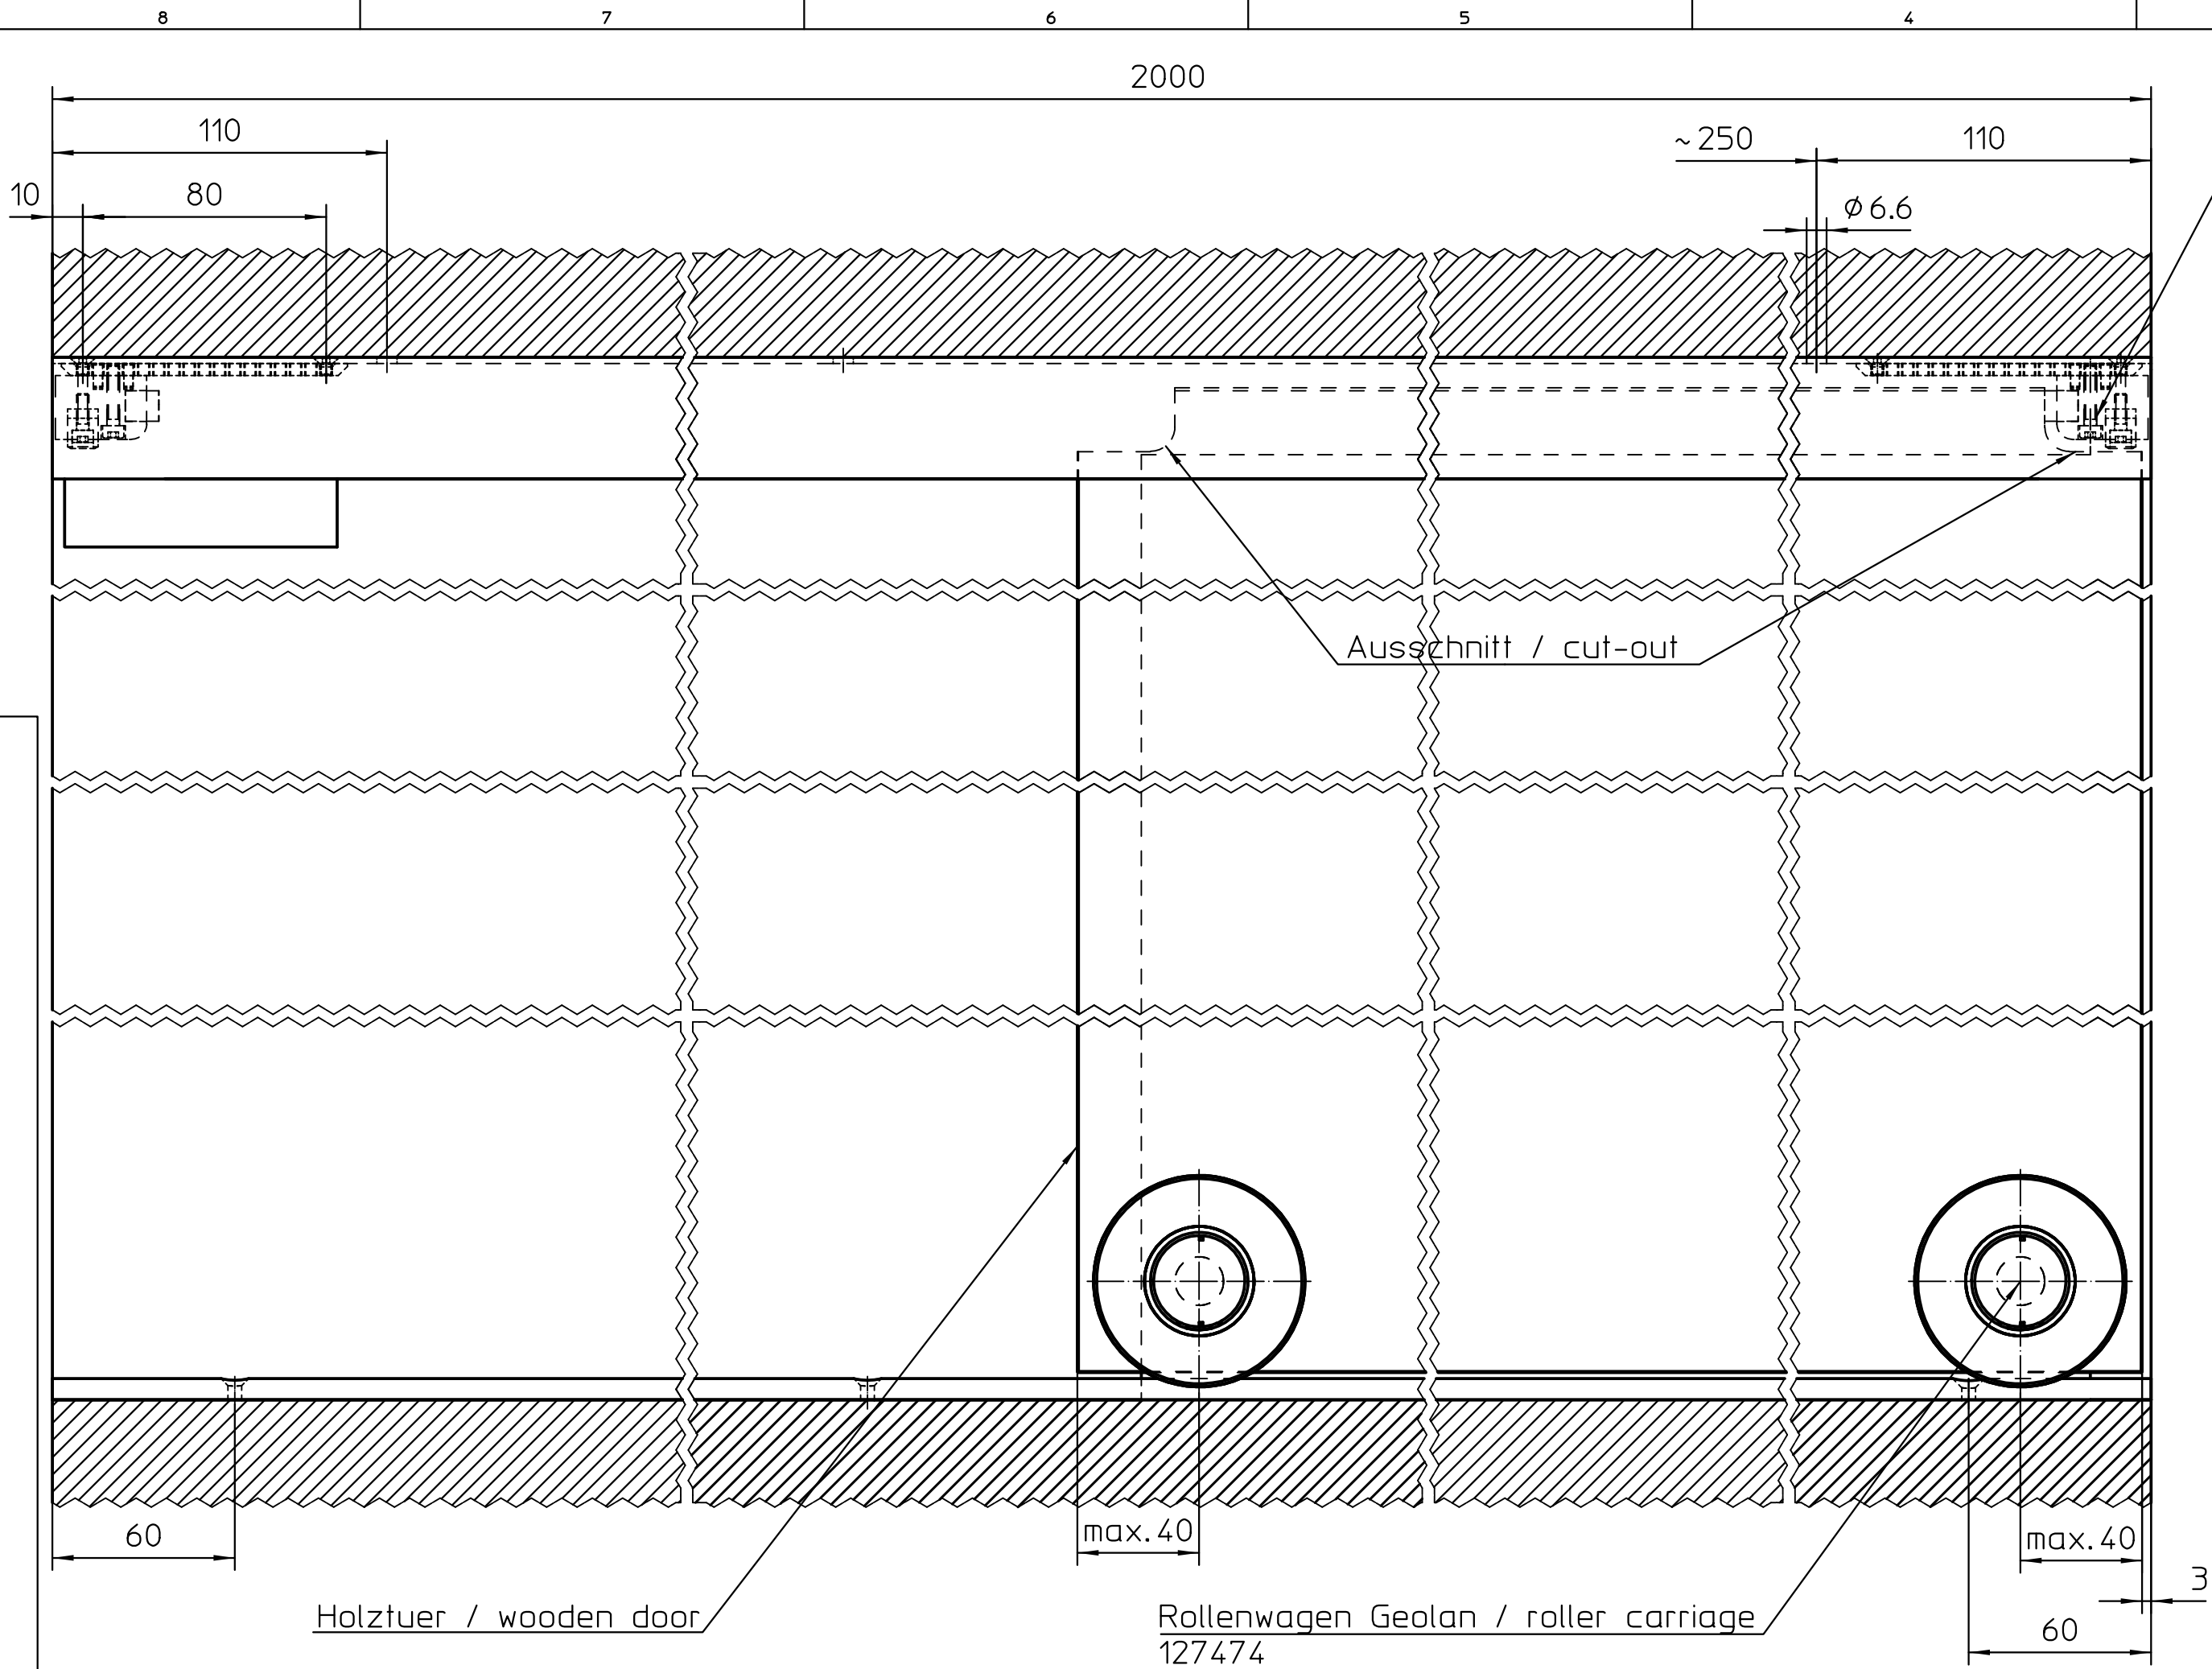 8 7 6 5 4
2000
110 ~250 110
10 80 Ø6.6
Ausschnitt / cut-out
60 max.40 max.40
3
Holztuer / wooden door Rollenwagen Geolan / roller carriage
60
127474